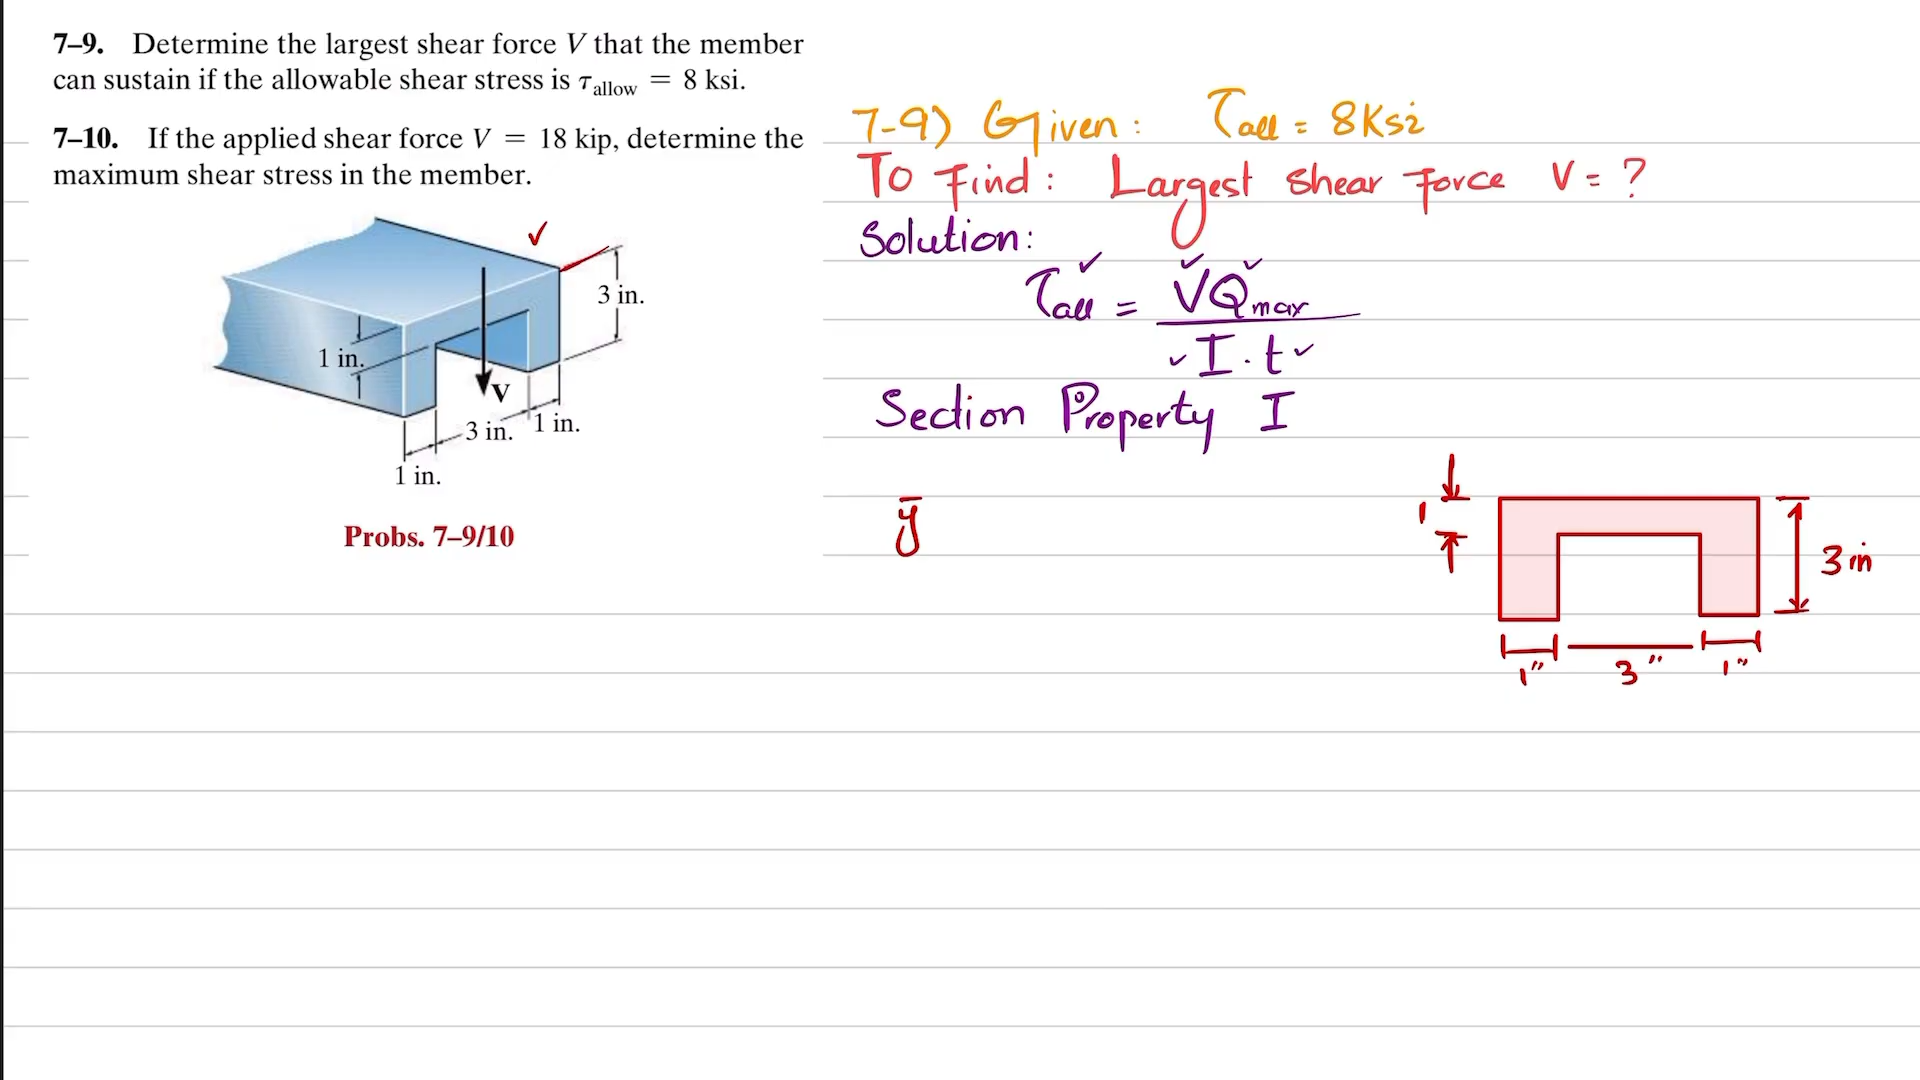 7–9. Determine the largest shear force V that the member
can sustain if the allowable shear stress is τallow = 8 ksi.
7–10. If the applied shear force V = 18 kip, determine the
maximum shear stress in the member.
3 in.
1 in.
V
3 in.
1 in.
1 in.
Probs. 7–9/10
7-9) Given: τall = 8Ksi
To Find: Largest shear Force V = ?
Solution:
τall = VQmax
I . t
Section Property I
ȳ
1
3 in
1" 3" 1"